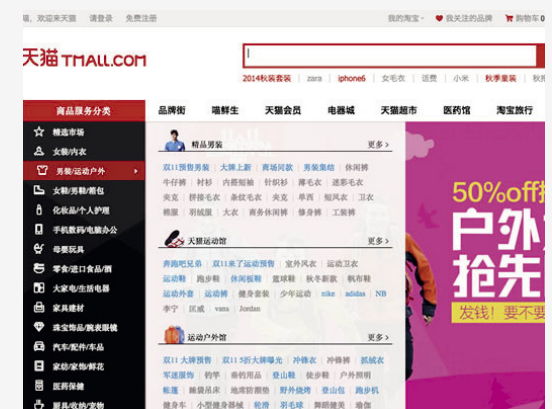 猫，欢迎来天猫 请登录 免费注册 我的淘宝 我关注的品牌 购物车0
天猫 TMALL.COM
2014秋装套装 | zara | iphone6 | 女毛衣 | 话费 | 小米 | 秋季童装 | 秋
商品服务分类 品牌街 喵鲜生 天猫会员 电器城 天猫超市 医药馆 淘宝旅行
精选市场
女装/内衣
男装/运动户外
女鞋/男鞋/箱包
化妆品/个人护理
手机数码/电脑办公
母婴玩具
零食/进口食品/酒
大家电/生活电器
家具建材
珠宝饰品/腕表眼镜
汽车/配件/车品
家纺/家饰/鲜花
医药保健
厨具/收纳/宠物
精品男装 更多>
双11预售男装 | 大牌上新 | 商场同款 | 男装集结 | 休闲裤
牛仔裤 | 衬衫 | 内搭短袖 | 针织衫 | 薄毛衣 | 迷彩毛衣
夹克 | 拼接毛衣 | 条纹毛衣 | 夹克 | 单西 | 短风衣 | 卫衣
棉服 | 羽绒服 | 大衣 | 商务休闲裤 | 修身裤 | 工装裤
天猫运动馆 更多>
奔跑吧兄弟 | 双11来了运动预售 | 室外风衣 | 运动卫衣
运动鞋 | 跑步鞋 | 休闲板鞋 | 篮球鞋 | 秋冬新款 | 帆布鞋
运动外套 | 运动裤 | 健身套装 | 少年运动 | nike | adidas | NB
李宁 | 匡威 | vans | Jordan
运动户外馆 更多>
双11 大牌预售 | 双11 5折大牌曝光 | 冲锋衣 | 冲锋裤 | 抓绒衣
军迷服饰 | 钓竿 | 垂钓用品 | 登山鞋 | 徒步鞋 | 户外照明
帐篷 | 睡袋吊床 | 地席防潮垫 | 野外烧烤 | 登山包 | 跑步机
健身车 | 小型健身器械 | 轮滑 | 羽毛球 | 舞蹈健美 | 瑜伽
50%off
户外
抢先
发钱！要不要